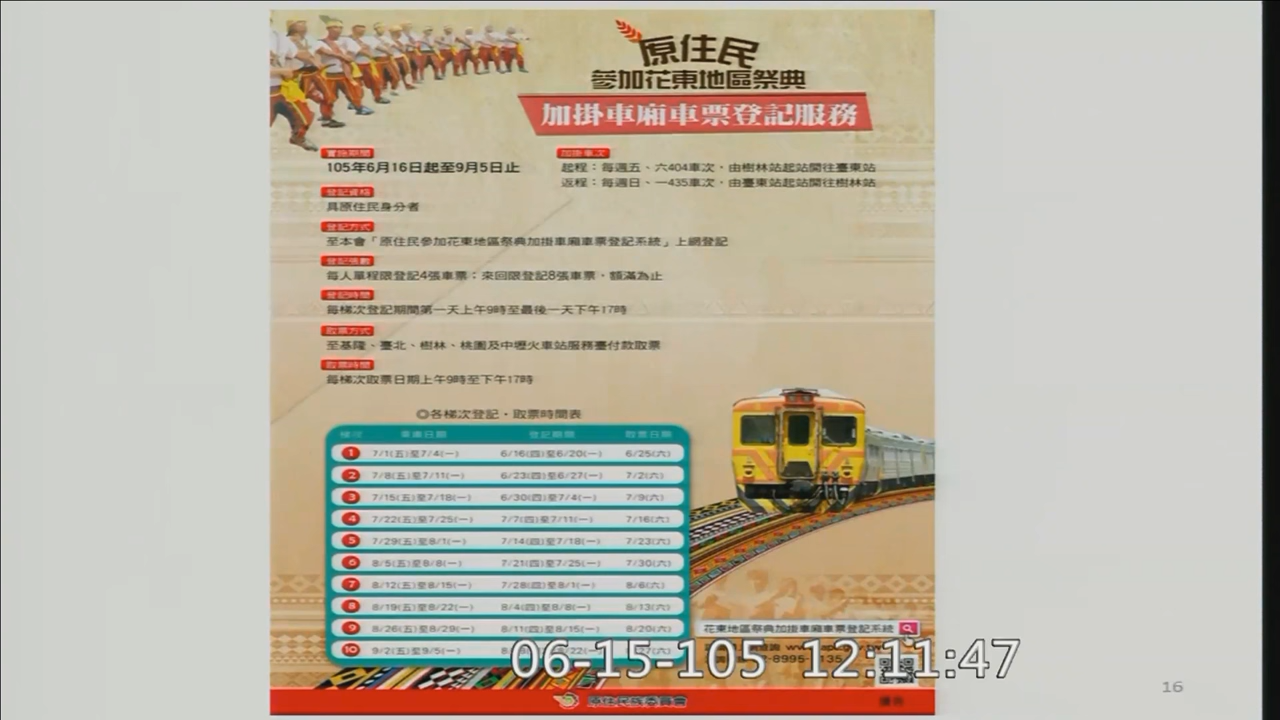 原住民
參加花東地區祭典
加掛車廂車票登記服務
實施期間
105年6月16日起至9月5日止
加掛車次
起程：每週五、六404車次，由樹林站起站開往臺東站
返程：每週日、一435車次，由臺東站起站開往樹林站
登記資格
具原住民身分者
登記方式
至本會「原住民參加花東地區祭典加掛車廂車票登記系統」上網登記
登記張數
每人單程限登記4張車票；來回限登記8張車票，額滿為止
登記時間
每梯次登記期間第一天上午9時至最後一天下午17時
取票方式
至基隆、臺北、樹林、桃園及中壢火車站服務臺付款取票
取票時間
每梯次取票日期上午9時至下午17時
◎各梯次登記，取票時間表
梯次 乘車日期 登記期間 取票日期
1 7/1(五)至7/4(一) 6/16(四)至6/20(一) 6/25(六)
2 7/8(五)至7/11(一) 6/23(四)至6/27(一) 7/2(六)
3 7/15(五)至7/18(一) 6/30(四)至7/4(一) 7/9(六)
4 7/22(五)至7/25(一) 7/7(四)至7/11(一) 7/16(六)
5 7/29(五)至8/1(一) 7/14(四)至7/18(一) 7/23(六)
6 8/5(五)至8/8(一) 7/21(四)至7/25(一) 7/30(六)
7 8/12(五)至8/15(一) 7/28(四)至8/1(一) 8/6(六)
8 8/19(五)至8/22(一) 8/4(四)至8/8(一) 8/13(六)
9 8/26(五)至8/29(一) 8/11(四)至8/15(一) 8/20(六)
10 9/2(五)至9/5(一)
花東地區祭典加掛車廂車票登記系統
06-15-105 12:11:47
原住民族委員會
廣告
16